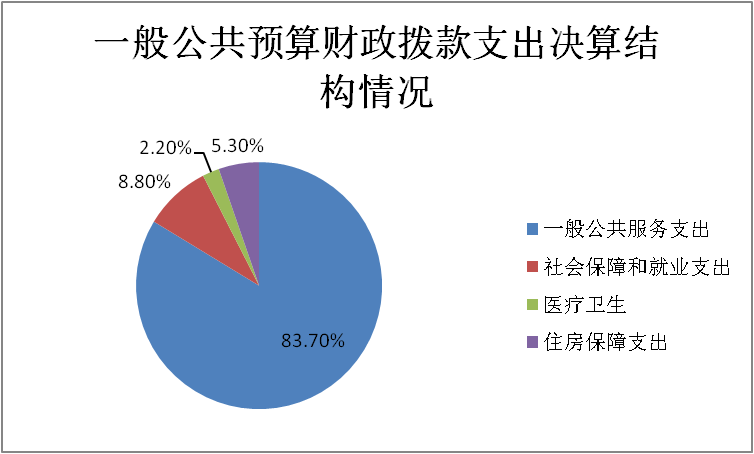 一般公共预算财政拨款支出决算结
构情况
2.20%
5.30%
8.80%
83.70%
一般公共服务支出
社会保障和就业支出
医疗卫生
住房保障支出